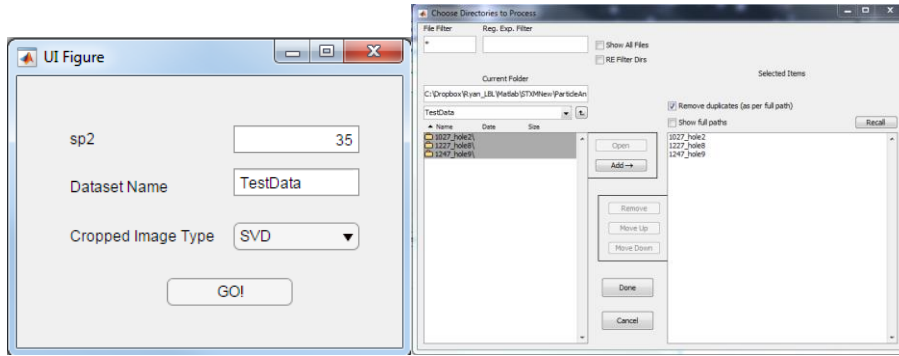 UI Figure
sp2
35
Dataset Name
TestData
Cropped Image Type
SVD
GO!
Choose Directories to Process
File Filter Reg. Exp. Filter
*
Show All Files
RE Filter Dirs
Current Folder
Selected Items
C:\Dropbox\Ryan_LBL\Matlab\STXMNew\ParticleAn
Remove duplicates (as per full path)
TestData
Show full paths
Recall
Name Date Size
1027_hole2\
1227_hole8\
1247_hole9\
Open
Add
Remove
Move Up
Move Down
Done
Cancel
1027_hole2
1227_hole8
1247_hole9